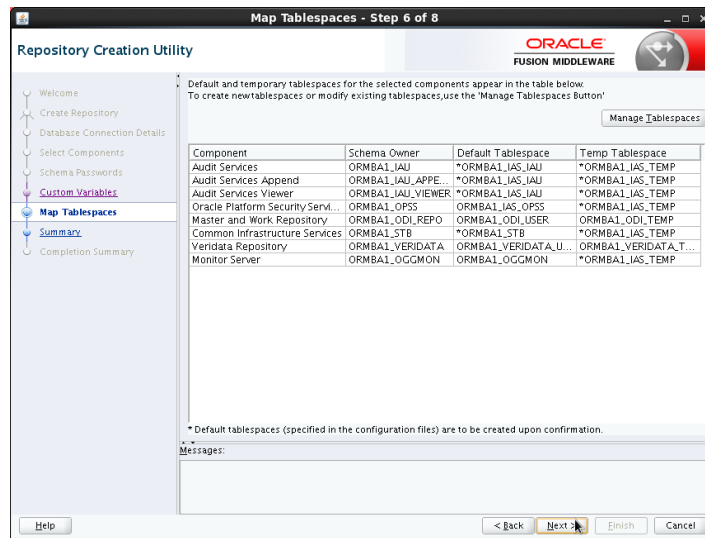 Map Tablespaces - Step 6 of 8
Repository Creation Utility
ORACLE
FUSION MIDDLEWARE
Welcome
Create Repository
Database Connection Details
Select Components
Schema Passwords
Custom Variables
Map Tablespaces
Summary
Completion Summary
Default and temporary tablespaces for the selected components appear in the table below.
To create newtablespaces or modify existing tablespaces,use the 'Manage Tablespaces Button'
Manage Tablespaces
Component Schema Owner Default Tablespace Temp Tablespace
Audit Services ORMBA1_IAU *ORMBA1_IAS_IAU *ORMBA1_IAS_TEMP
Audit Services Append ORMBA1_IAU_APPE... *ORMBA1_IAS_IAU *ORMBA1_IAS_TEMP
Audit Services Viewer ORMBA1_IAU_VIEWER *ORMBA1_IAS_IAU *ORMBA1_IAS_TEMP
Oracle Platform Security Servi... ORMBA1_OPSS ORMBA1_IAS_OPSS *ORMBA1_IAS_TEMP
Master and Work Repository ORMBA1_ODI_REPO ORMBA1_ODI_USER ORMBA1_ODI_TEMP
Common Infrastructure Services ORMBA1_STB *ORMBA1_STB *ORMBA1_IAS_TEMP
Veridata Repository ORMBA1_VERIDATA ORMBA1_VERIDATA_U... ORMBA1_VERIDATA_T...
Monitor Server ORMBA1_OGGMON ORMBA1_OGGMON *ORMBA1_IAS_TEMP
* Default tablespaces (specified in the configuration files) are to be created upon confirmation.
Messages:
Help
< Back
Next >
Finish
Cancel